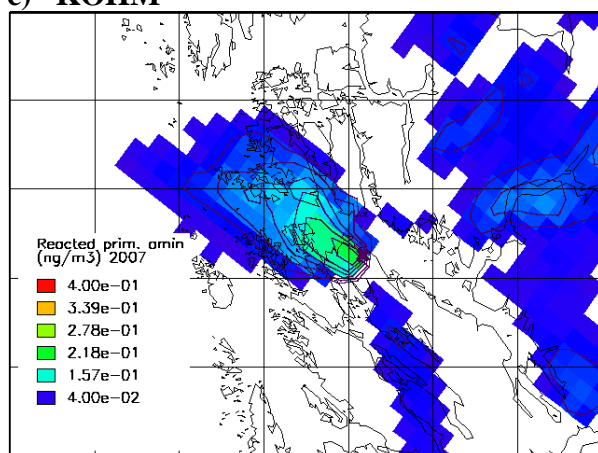 c) KOHM
Reacted prim. amin
(ng/m3) 2007
4.00e-01
3.39e-01
2.78e-01
2.18e-01
1.57e-01
4.00e-02